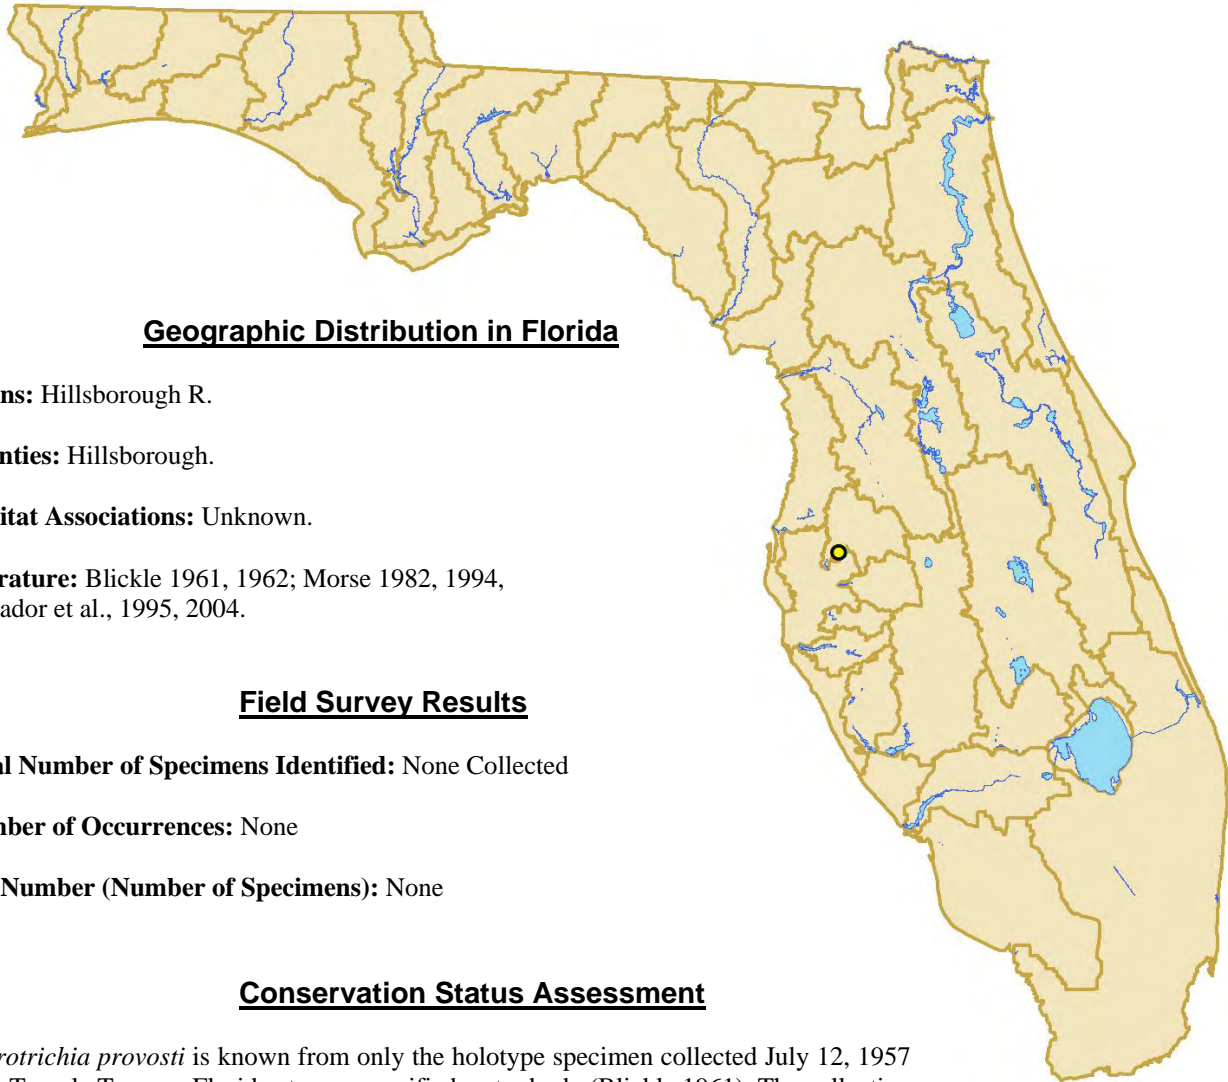 Geographic Distribution in Florida
ns: Hillsborough R.
nties: Hillsborough.
itat Associations: Unknown.
rature: Blickle 1961, 1962; Morse 1982, 1994,
ador et al., 1995, 2004.
Field Survey Results
al Number of Specimens Identified: None Collected
mber of Occurrences: None
Number (Number of Specimens): None
Conservation Status Assessment
rotrichia provosti is known from only the holotype specimen collected July 12, 1957